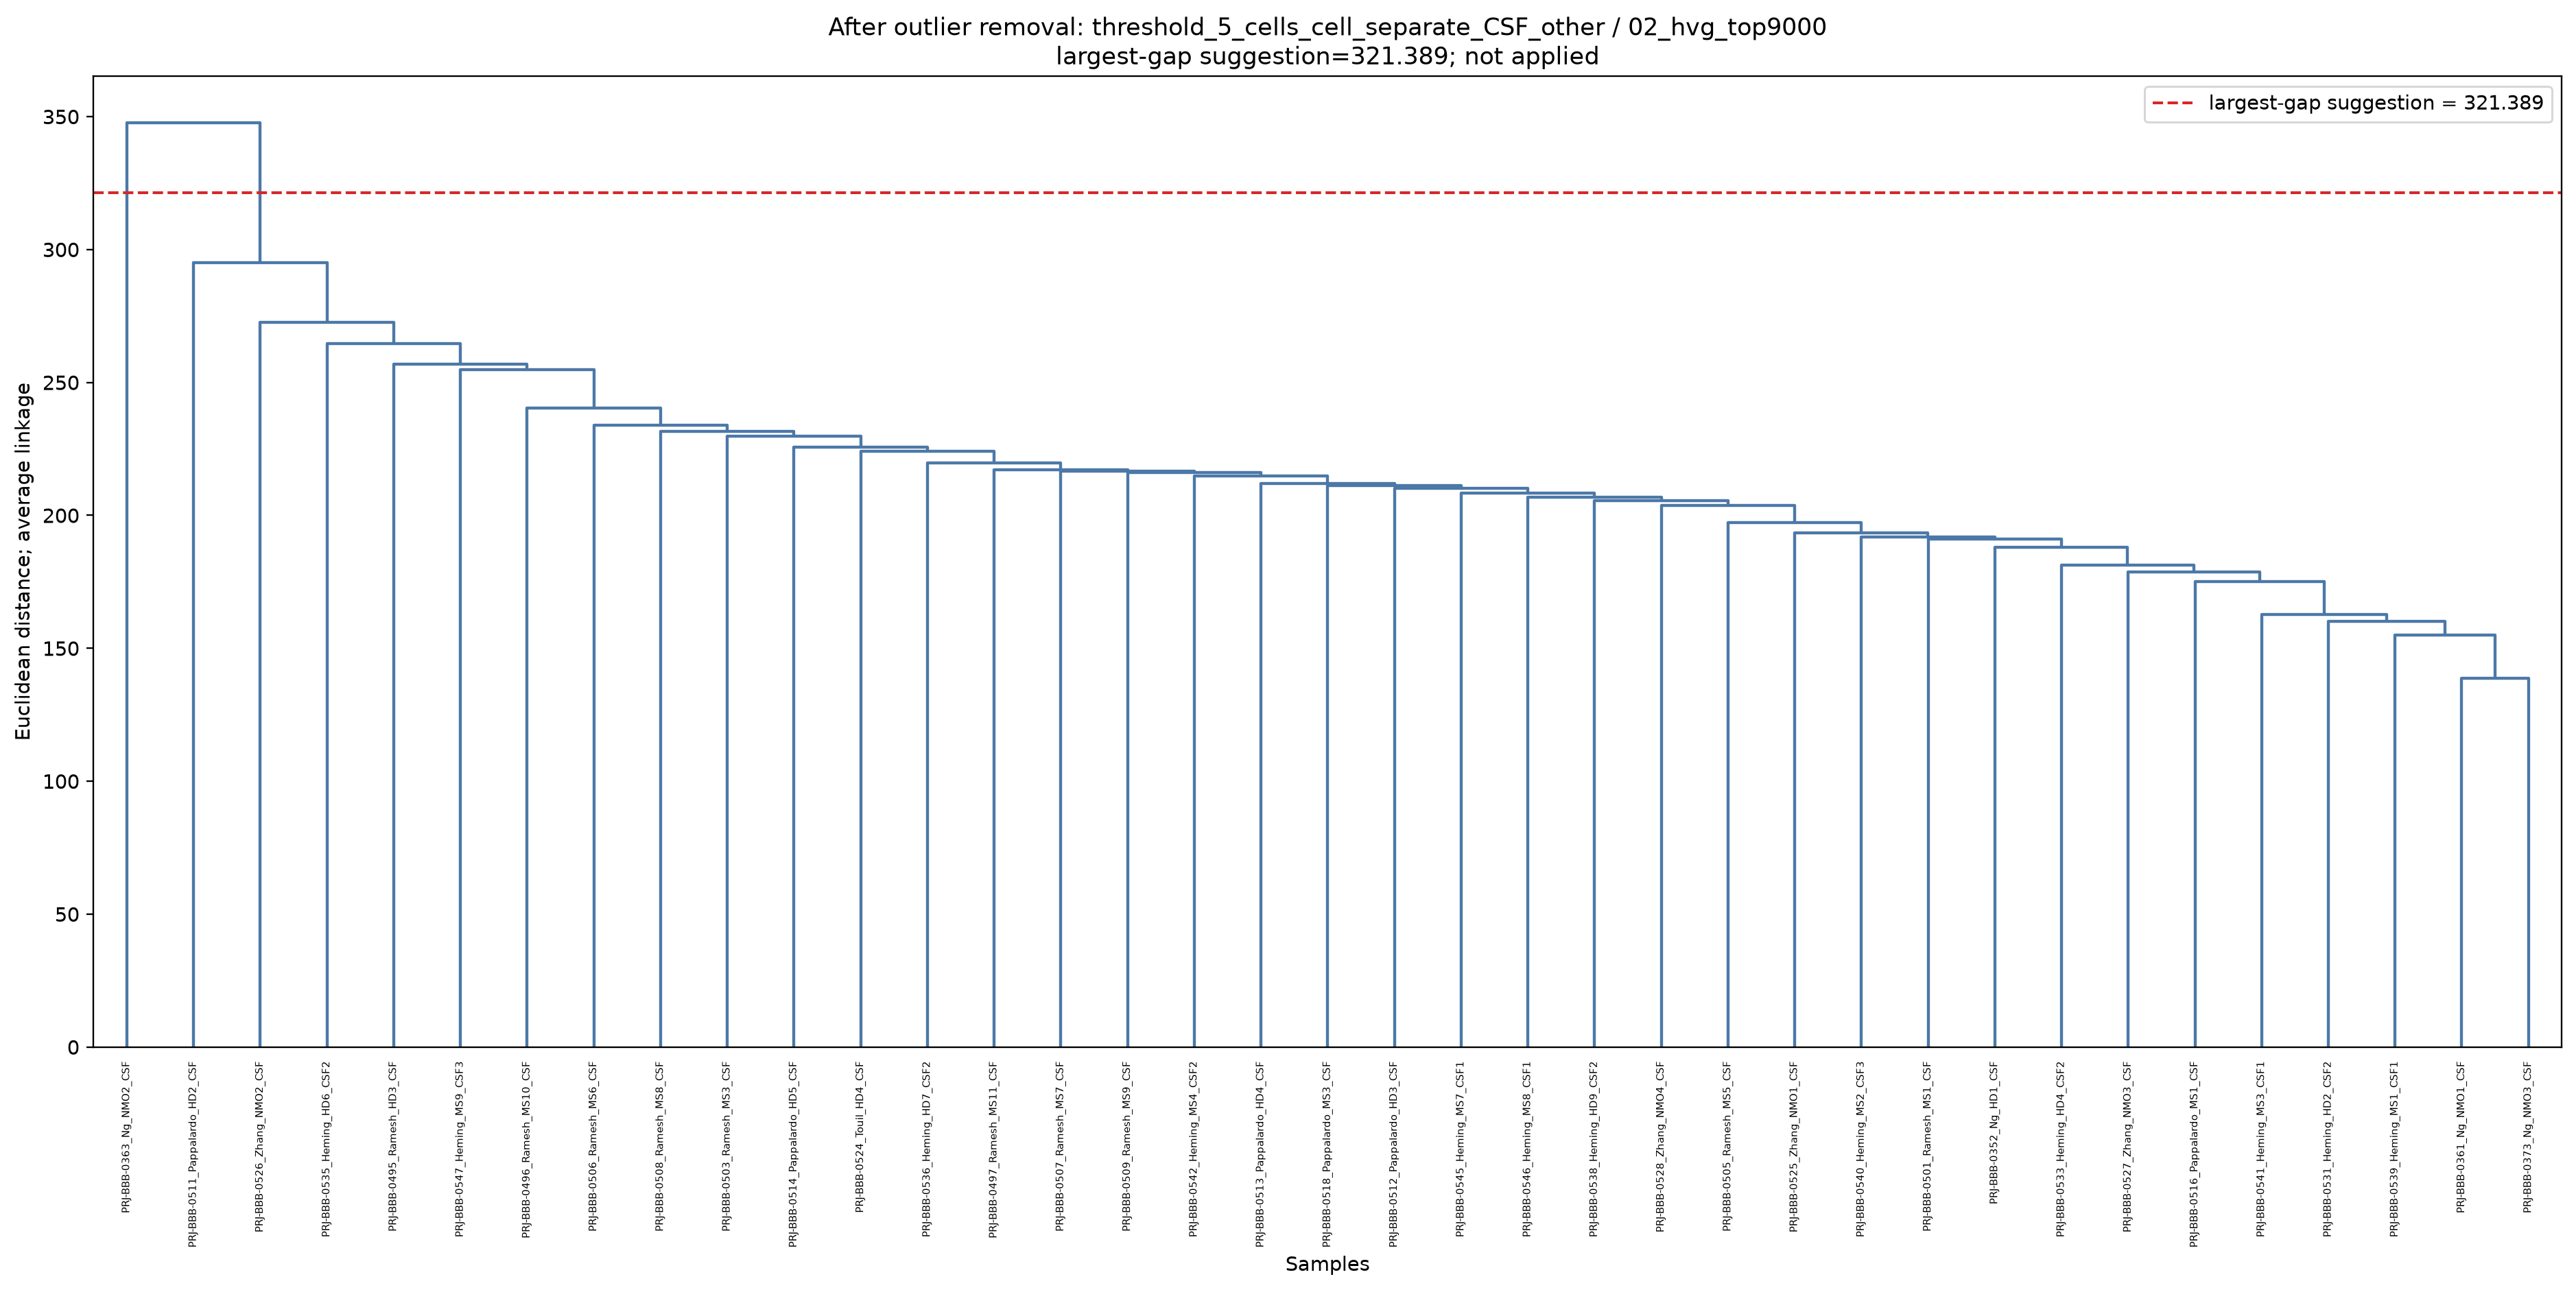 After outlier removal: threshold_5_cells_cell_separate_CSF_other / 02_hvg_top9000
largest-gap suggestion=321.389; not applied
largest-gap suggestion = 321.389
Euclidean distance; average linkage
350
300
250
200
150
100
50
0
PRJ-BBB-0363_Ng_NMO2_CSF
PRJ-BBB-0511_Pappalardo_HD2_CSF
PRJ-BBB-0526_Zhang_NMO2_CSF
PRJ-BBB-0535_Heming_HD6_CSF2
PRJ-BBB-0495_Ramesh_HD3_CSF
PRJ-BBB-0547_Heming_MS9_CSF3
PRJ-BBB-0496_Ramesh_MS10_CSF
PRJ-BBB-0506_Ramesh_MS6_CSF
PRJ-BBB-0508_Ramesh_MS8_CSF
PRJ-BBB-0503_Ramesh_MS3_CSF
PRJ-BBB-0514_Pappalardo_HD5_CSF
PRJ-BBB-0524_Touil_HD4_CSF
PRJ-BBB-0536_Heming_HD7_CSF2
PRJ-BBB-0497_Ramesh_MS11_CSF
PRJ-BBB-0507_Ramesh_MS7_CSF
PRJ-BBB-0509_Ramesh_MS9_CSF
PRJ-BBB-0542_Heming_MS4_CSF2
PRJ-BBB-0513_Pappalardo_HD4_CSF
PRJ-BBB-0518_Pappalardo_MS3_CSF
PRJ-BBB-0512_Pappalardo_HD3_CSF
PRJ-BBB-0545_Heming_MS7_CSF1
PRJ-BBB-0546_Heming_MS8_CSF1
PRJ-BBB-0538_Heming_HD9_CSF2
PRJ-BBB-0528_Zhang_NMO4_CSF
PRJ-BBB-0505_Ramesh_MS5_CSF
PRJ-BBB-0525_Zhang_NMO1_CSF
PRJ-BBB-0540_Heming_MS2_CSF3
PRJ-BBB-0501_Ramesh_MS1_CSF
PRJ-BBB-0352_Ng_HD1_CSF
PRJ-BBB-0533_Heming_HD4_CSF2
PRJ-BBB-0527_Zhang_NMO3_CSF
PRJ-BBB-0516_Pappalardo_MS1_CSF
PRJ-BBB-0541_Heming_MS3_CSF1
PRJ-BBB-0531_Heming_HD2_CSF2
PRJ-BBB-0539_Heming_MS1_CSF1
PRJ-BBB-0361_Ng_NMO1_CSF
PRJ-BBB-0373_Ng_NMO3_CSF
Samples